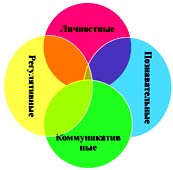 Личностные
Регулятивные
Познавательные
Коммуникатив
ные